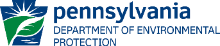 pennsylvania
DEPARTMENT OF ENVIRONMENTAL
PROTECTION